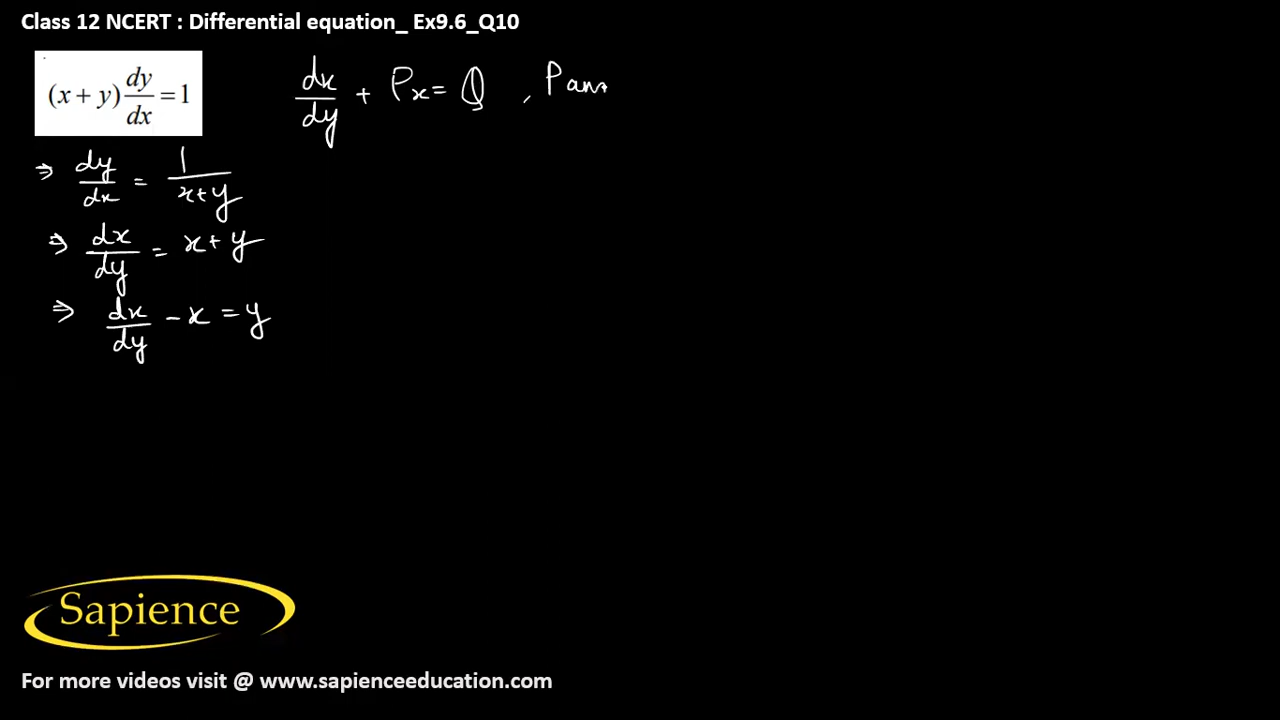 Class 12 NCERT : Differential equation_ Ex9.6_Q10
(x + y) dy/dx = 1
dx/dy + Px = Q , P an
⇒ dy/dx = 1/(x+y)
⇒ dx/dy = x+y
⇒ dx/dy - x = y
Sapience
For more videos visit @ www.sapienceeducation.com